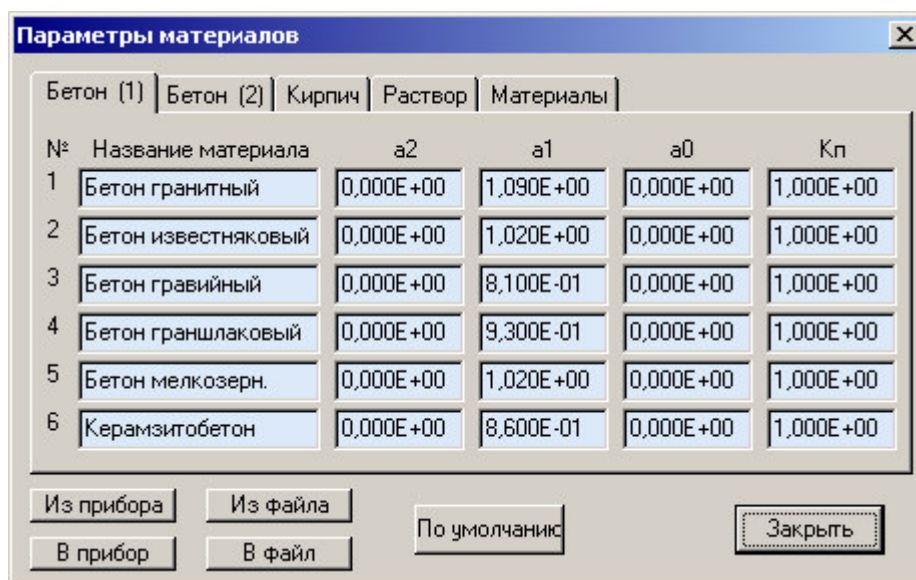 Параметры материалов
Бетон (1) Бетон (2) Кирпич Раствор Материалы
№ Название материала a2 a1 a0 Кп
1 Бетон гранитный 0,000E+00 1,090E+00 0,000E+00 1,000E+00
2 Бетон известняковый 0,000E+00 1,020E+00 0,000E+00 1,000E+00
3 Бетон гравийный 0,000E+00 8,100E-01 0,000E+00 1,000E+00
4 Бетон граншлаковый 0,000E+00 9,300E-01 0,000E+00 1,000E+00
5 Бетон мелкозерн. 0,000E+00 1,020E+00 0,000E+00 1,000E+00
6 Керамзитобетон 0,000E+00 8,600E-01 0,000E+00 1,000E+00
Из прибора Из файла
По умолчанию Закрыть
В прибор В файл